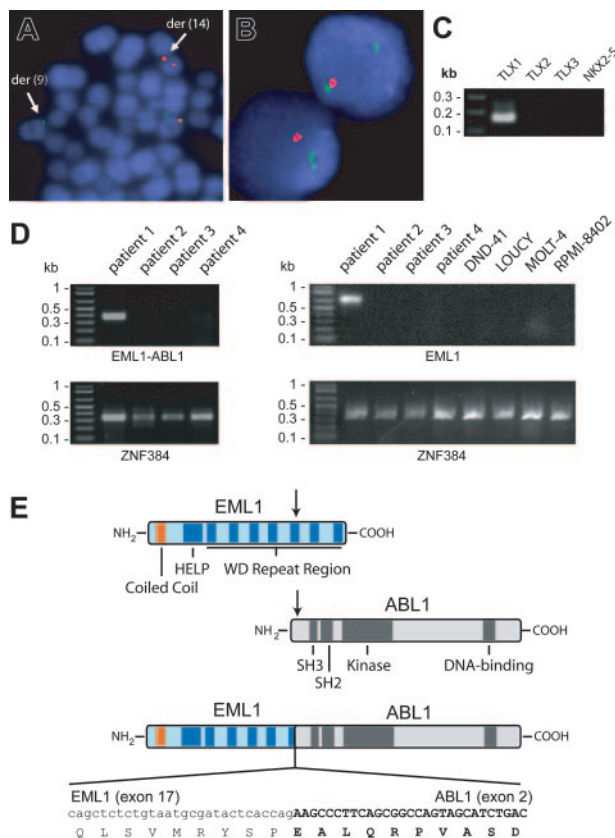 A
der (14)
der (9)
B
C
kb
TLX1
TLX2
TLX3
NKX2-5
0.3 -
0.2 -
0.1 -
D
kb
patient 1
patient 2
patient 3
patient 4
1 -
0.5 -
0.3 -
0.1 -
EML1-ABL1
1 -
0.5 -
0.3 -
0.1 -
ZNF384
kb
patient 1
patient 2
patient 3
patient 4
DND-41
LOUCY
MOLT-4
RPMI-8402
1 -
0.5 -
0.3 -
0.1 -
EML1
1 -
0.5 -
0.3 -
0.1 -
ZNF384
E
EML1
NH2 COOH
Coiled Coil
HELP
WD Repeat Region
ABL1
NH2 COOH
SH3
SH2
Kinase
DNA-binding
EML1 ABL1
NH2 COOH
EML1 (exon 17) ABL1 (exon 2)
cagctctctgtaatgcgatactcaccagAAGCCCTTCAGCGGCCAGTAGCATCTGAC
Q L S V M R Y S P E A L Q R P V A S D